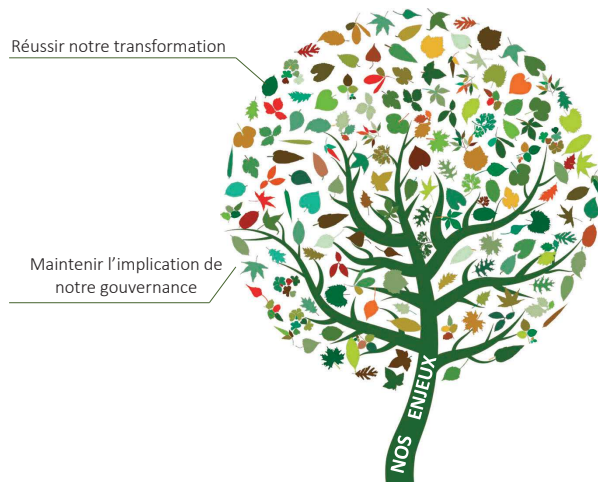 Réussir notre transformation
Maintenir l’implication de
notre gouvernance
NOS ENJEUX